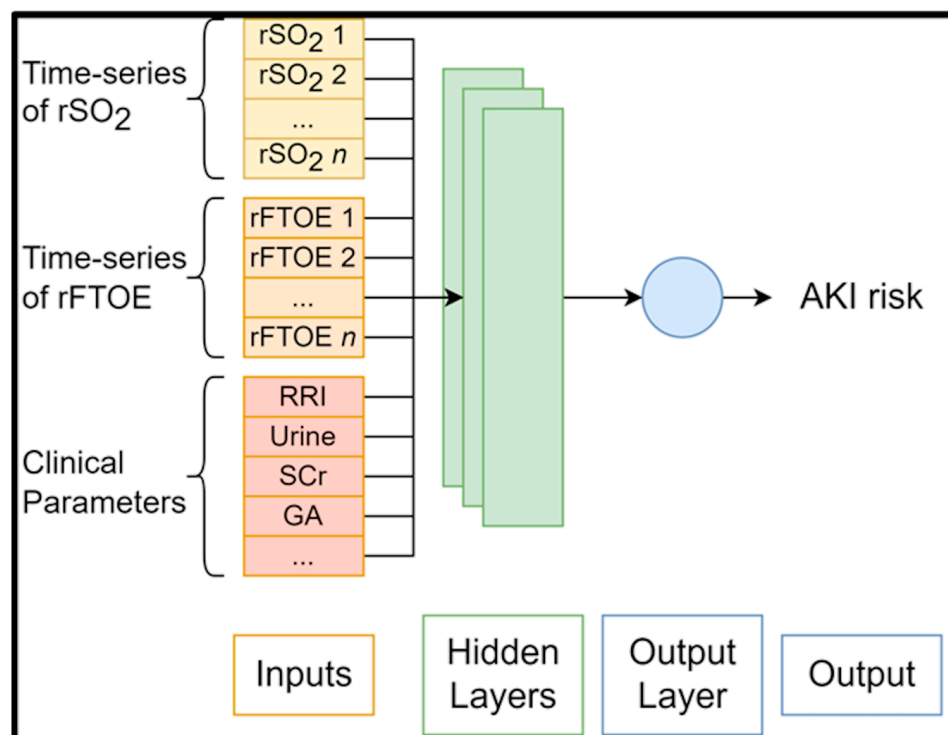 Time-series
of rSO₂
rSO₂ 1
rSO₂ 2
...
rSO₂ n
Time-series
of rFTOE
rFTOE 1
rFTOE 2
...
rFTOE n
Clinical
Parameters
RRI
Urine
SCr
GA
...
AKI risk
Inputs
Hidden
Layers
Output
Layer
Output